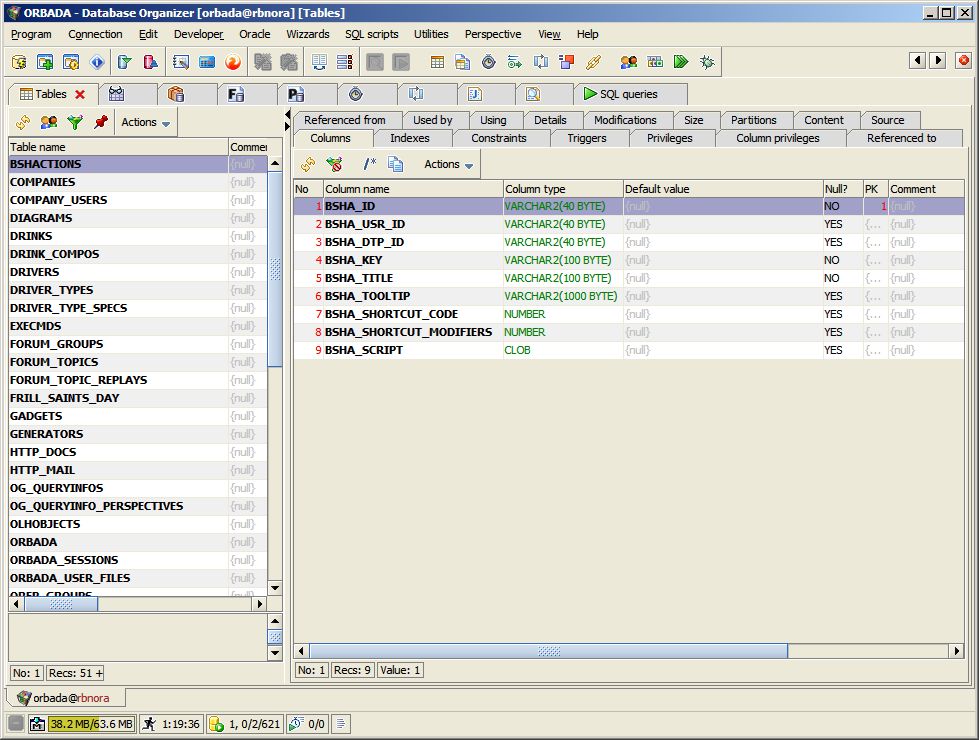 ORBADA - Database Organizer [orbada@rbnora] [Tables]
Program Connection Edit Developer Oracle Wizzards SQL scripts Utilities Perspective View Help
Tables SQL queries
Actions
Table name Commer
BSHACTIONS {null}
COMPANIES {null}
COMPANY_USERS {null}
DIAGRAMS {null}
DRINKS {null}
DRINK_COMPOS {null}
DRIVERS {null}
DRIVER_TYPES {null}
DRIVER_TYPE_SPECS {null}
EXECMDS {null}
FORUM_GROUPS {null}
FORUM_TOPICS {null}
FORUM_TOPIC_REPLAYS {null}
FRILL_SAINTS_DAY {null}
GADGETS {null}
GENERATORS {null}
HTTP_DOCS {null}
HTTP_MAIL {null}
OG_QUERYINFOS {null}
OG_QUERYINFO_PERSPECTIVES {null}
OLHOBJECTS {null}
ORBADA {null}
ORBADA_SESSIONS {null}
ORBADA_USER_FILES {null}
No: 1 Recs: 51 +
Referenced from Used by Using Details Modifications Size Partitions Content Source
Columns Indexes Constraints Triggers Privileges Column privileges Referenced to
Actions
No Column name Column type Default value Null? PK Comment
1 BSHA_ID VARCHAR2(40 BYTE) {null} NO 1 {null}
2 BSHA_USR_ID VARCHAR2(40 BYTE) {null} YES {... {null}
3 BSHA_DTP_ID VARCHAR2(40 BYTE) {null} YES {... {null}
4 BSHA_KEY VARCHAR2(100 BYTE) {null} NO {... {null}
5 BSHA_TITLE VARCHAR2(100 BYTE) {null} NO {... {null}
6 BSHA_TOOLTIP VARCHAR2(1000 BYTE) {null} YES {... {null}
7 BSHA_SHORTCUT_CODE NUMBER {null} YES {... {null}
8 BSHA_SHORTCUT_MODIFIERS NUMBER {null} YES {... {null}
9 BSHA_SCRIPT CLOB {null} YES {... {null}
No: 1 Recs: 9 Value: 1
orbada@rbnora
38.2 MB/63.6 MB 1:19:36 1, 0/2/621 0/0